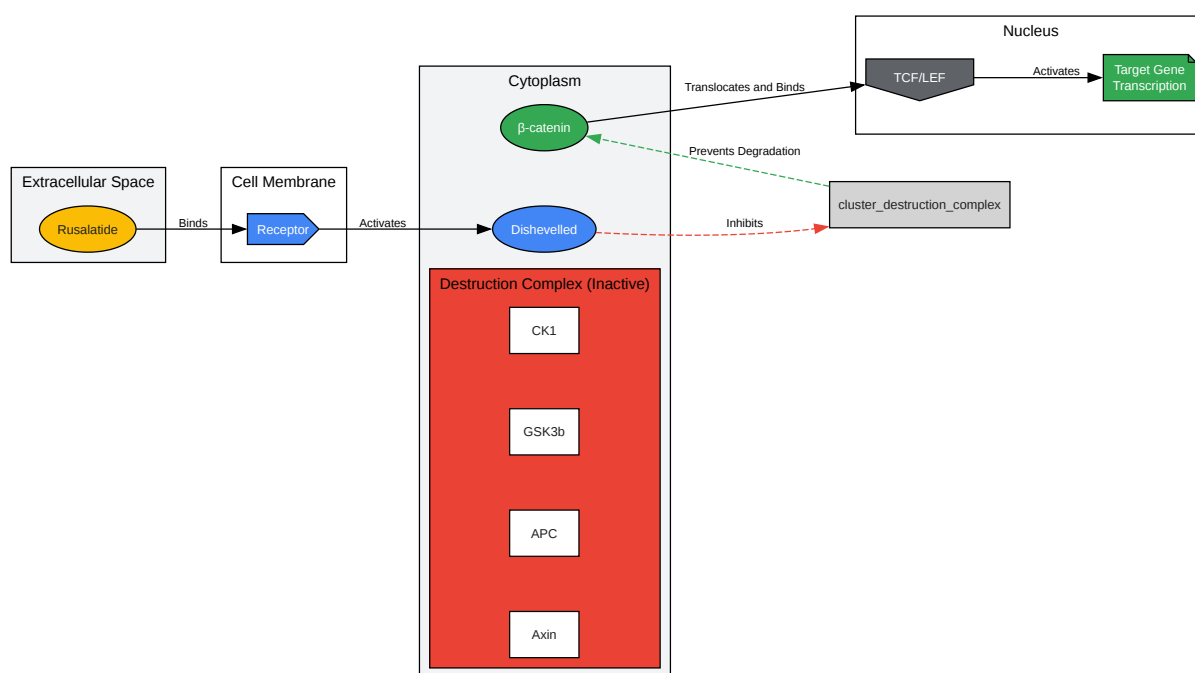 Extracellular Space
Rusalatide
Binds
Cell Membrane
Receptor
Activates
Cytoplasm
β-catenin
Dishevelled
Destruction Complex (Inactive)
CK1
GSK3b
APC
Axin
Translocates and Binds
Prevents Degradation
Inhibits
cluster_destruction_complex
Nucleus
TCF/LEF
Activates
Target Gene
Transcription